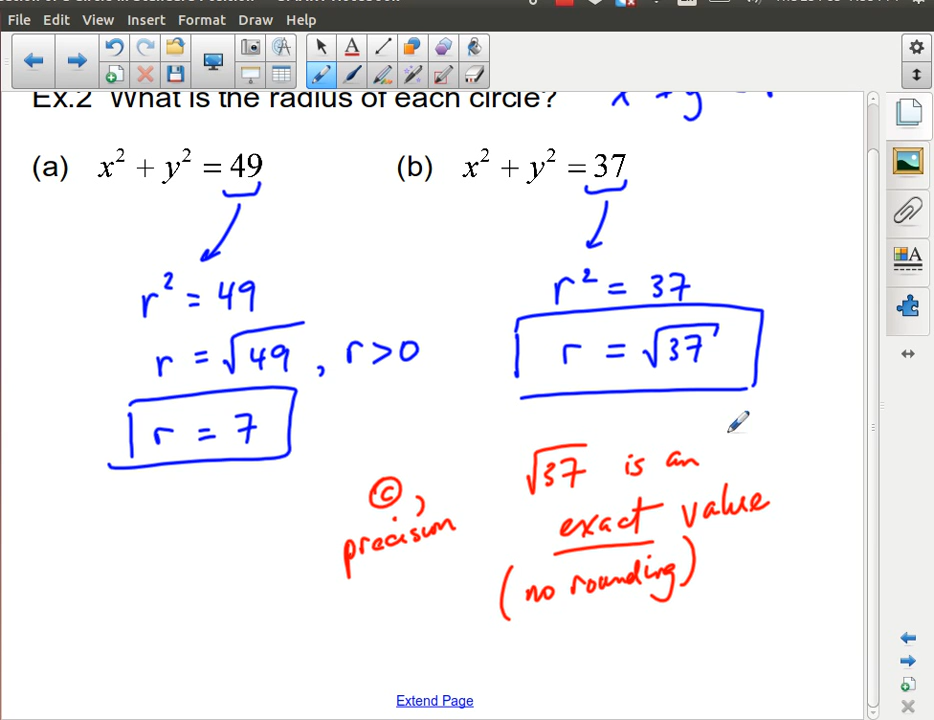 File Edit View Insert Format Draw Help
Ex.2 What is the radius of each circle?
(a) x² + y² = 49
(b) x² + y² = 37
r² = 49
r = √49 , r>0
r = 7
r² = 37
r = √37
©,
precision
√37 is an
exact value
(no rounding)
Extend Page